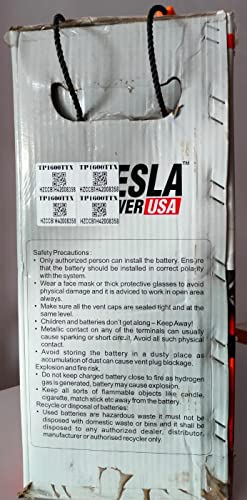 TP1600TTX TP1600TTX
HZCCB1H42008358 HZCCB1H42008358
TP1600TTX TP1600TTX
HZCCB1H42008358 HZCCB1H42008358
ESLA™
WER USA
Safety Precautions:
• Only authorized person can install the battery. Ensure
that the battery should be installed in correct polarity
with the system.
• Wear a face mask or thick protective glasses to avoid
physical damage and it is adviced to work in open area
always.
• Make sure all the vent caps are sealed tight and at the
same level.
• Children and batteries don't get along – Keep Away!
• Metallic contact on any of the terminals can usually
cause sparking or short circuit. Avoid all such physical
contact.
• Avoid storing the battery in a dusty place as
accumulation of dust can cause vent plug blockage.
Explosion and fire risk.
• Do not keep charged battery close to fire as hydrogen
gas is generated, battery may cause explosion.
• Keep all sorts of flammable objects like candle,
cigarette, match stick etc away from the battery.
Recycle or disposal of batteries:
• Used batteries are hazardous waste it must not be
disposed with domestic waste or bins and it shall be
disposed to any authorized dealer, distributor,
manufacturer or authorised recycler only.